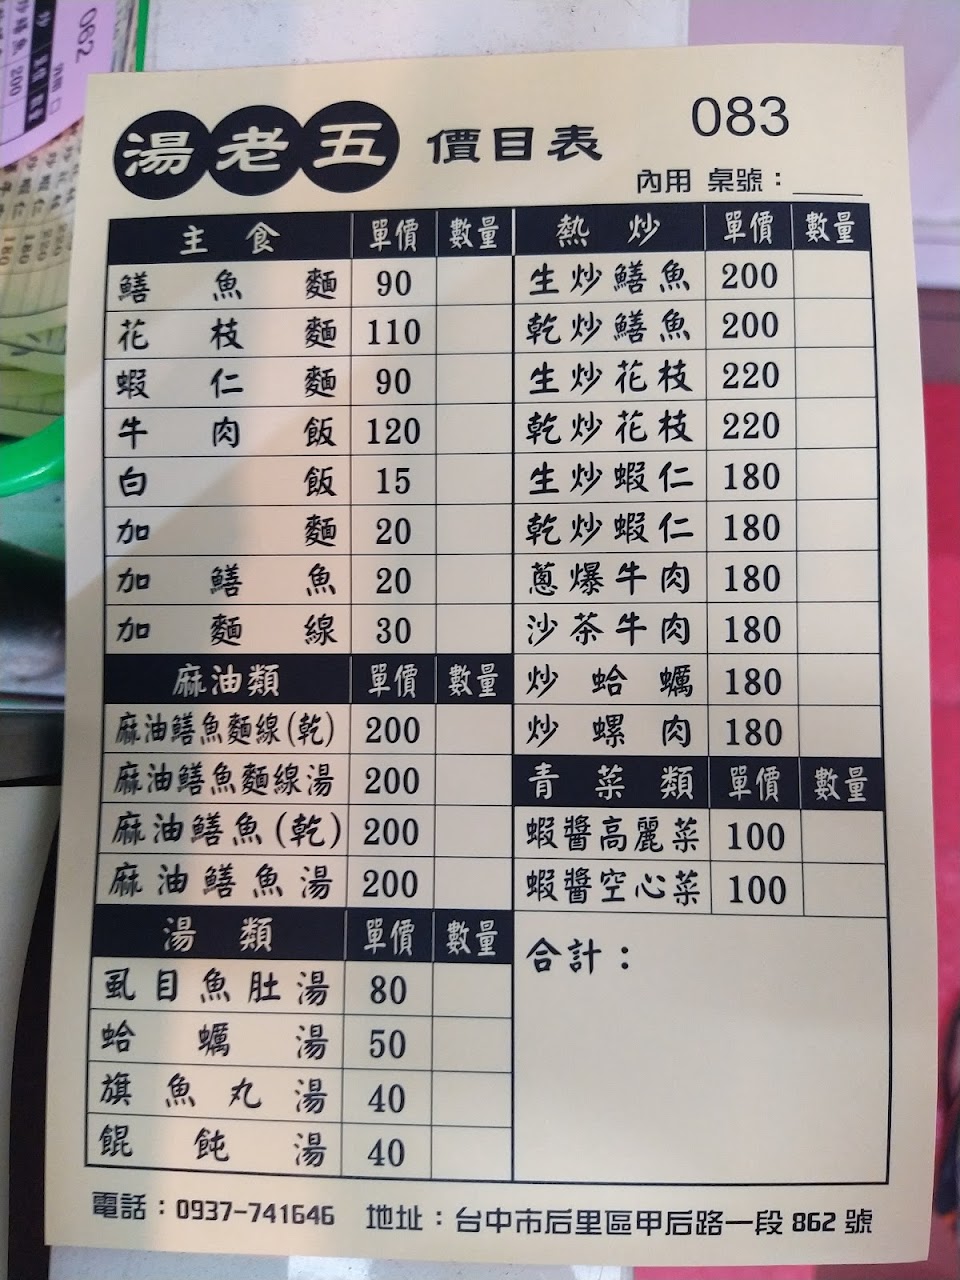 湯老五 價目表 083
內用 桌號：
主食 單價 數量
鱔魚麵 90
花枝麵 110
蝦仁麵 90
牛肉飯 120
白飯 15
加麵 20
加鱔魚 20
加麵線 30
麻油類 單價 數量
麻油鱔魚麵線(乾) 200
麻油鱔魚麵線湯 200
麻油鱔魚(乾) 200
麻油鱔魚湯 200
湯類 單價 數量
虱目魚肚湯 80
蛤蠣湯 50
旗魚丸湯 40
餛飩湯 40
熱炒 單價 數量
生炒鱔魚 200
乾炒鱔魚 200
生炒花枝 220
乾炒花枝 220
生炒蝦仁 180
乾炒蝦仁 180
蔥爆牛肉 180
沙茶牛肉 180
炒蛤蠣 180
炒螺肉 180
青菜類 單價 數量
蝦醬高麗菜 100
蝦醬空心菜 100
合計：
電話：0937-741646 地址：台中市后里區甲后路一段 862 號
082